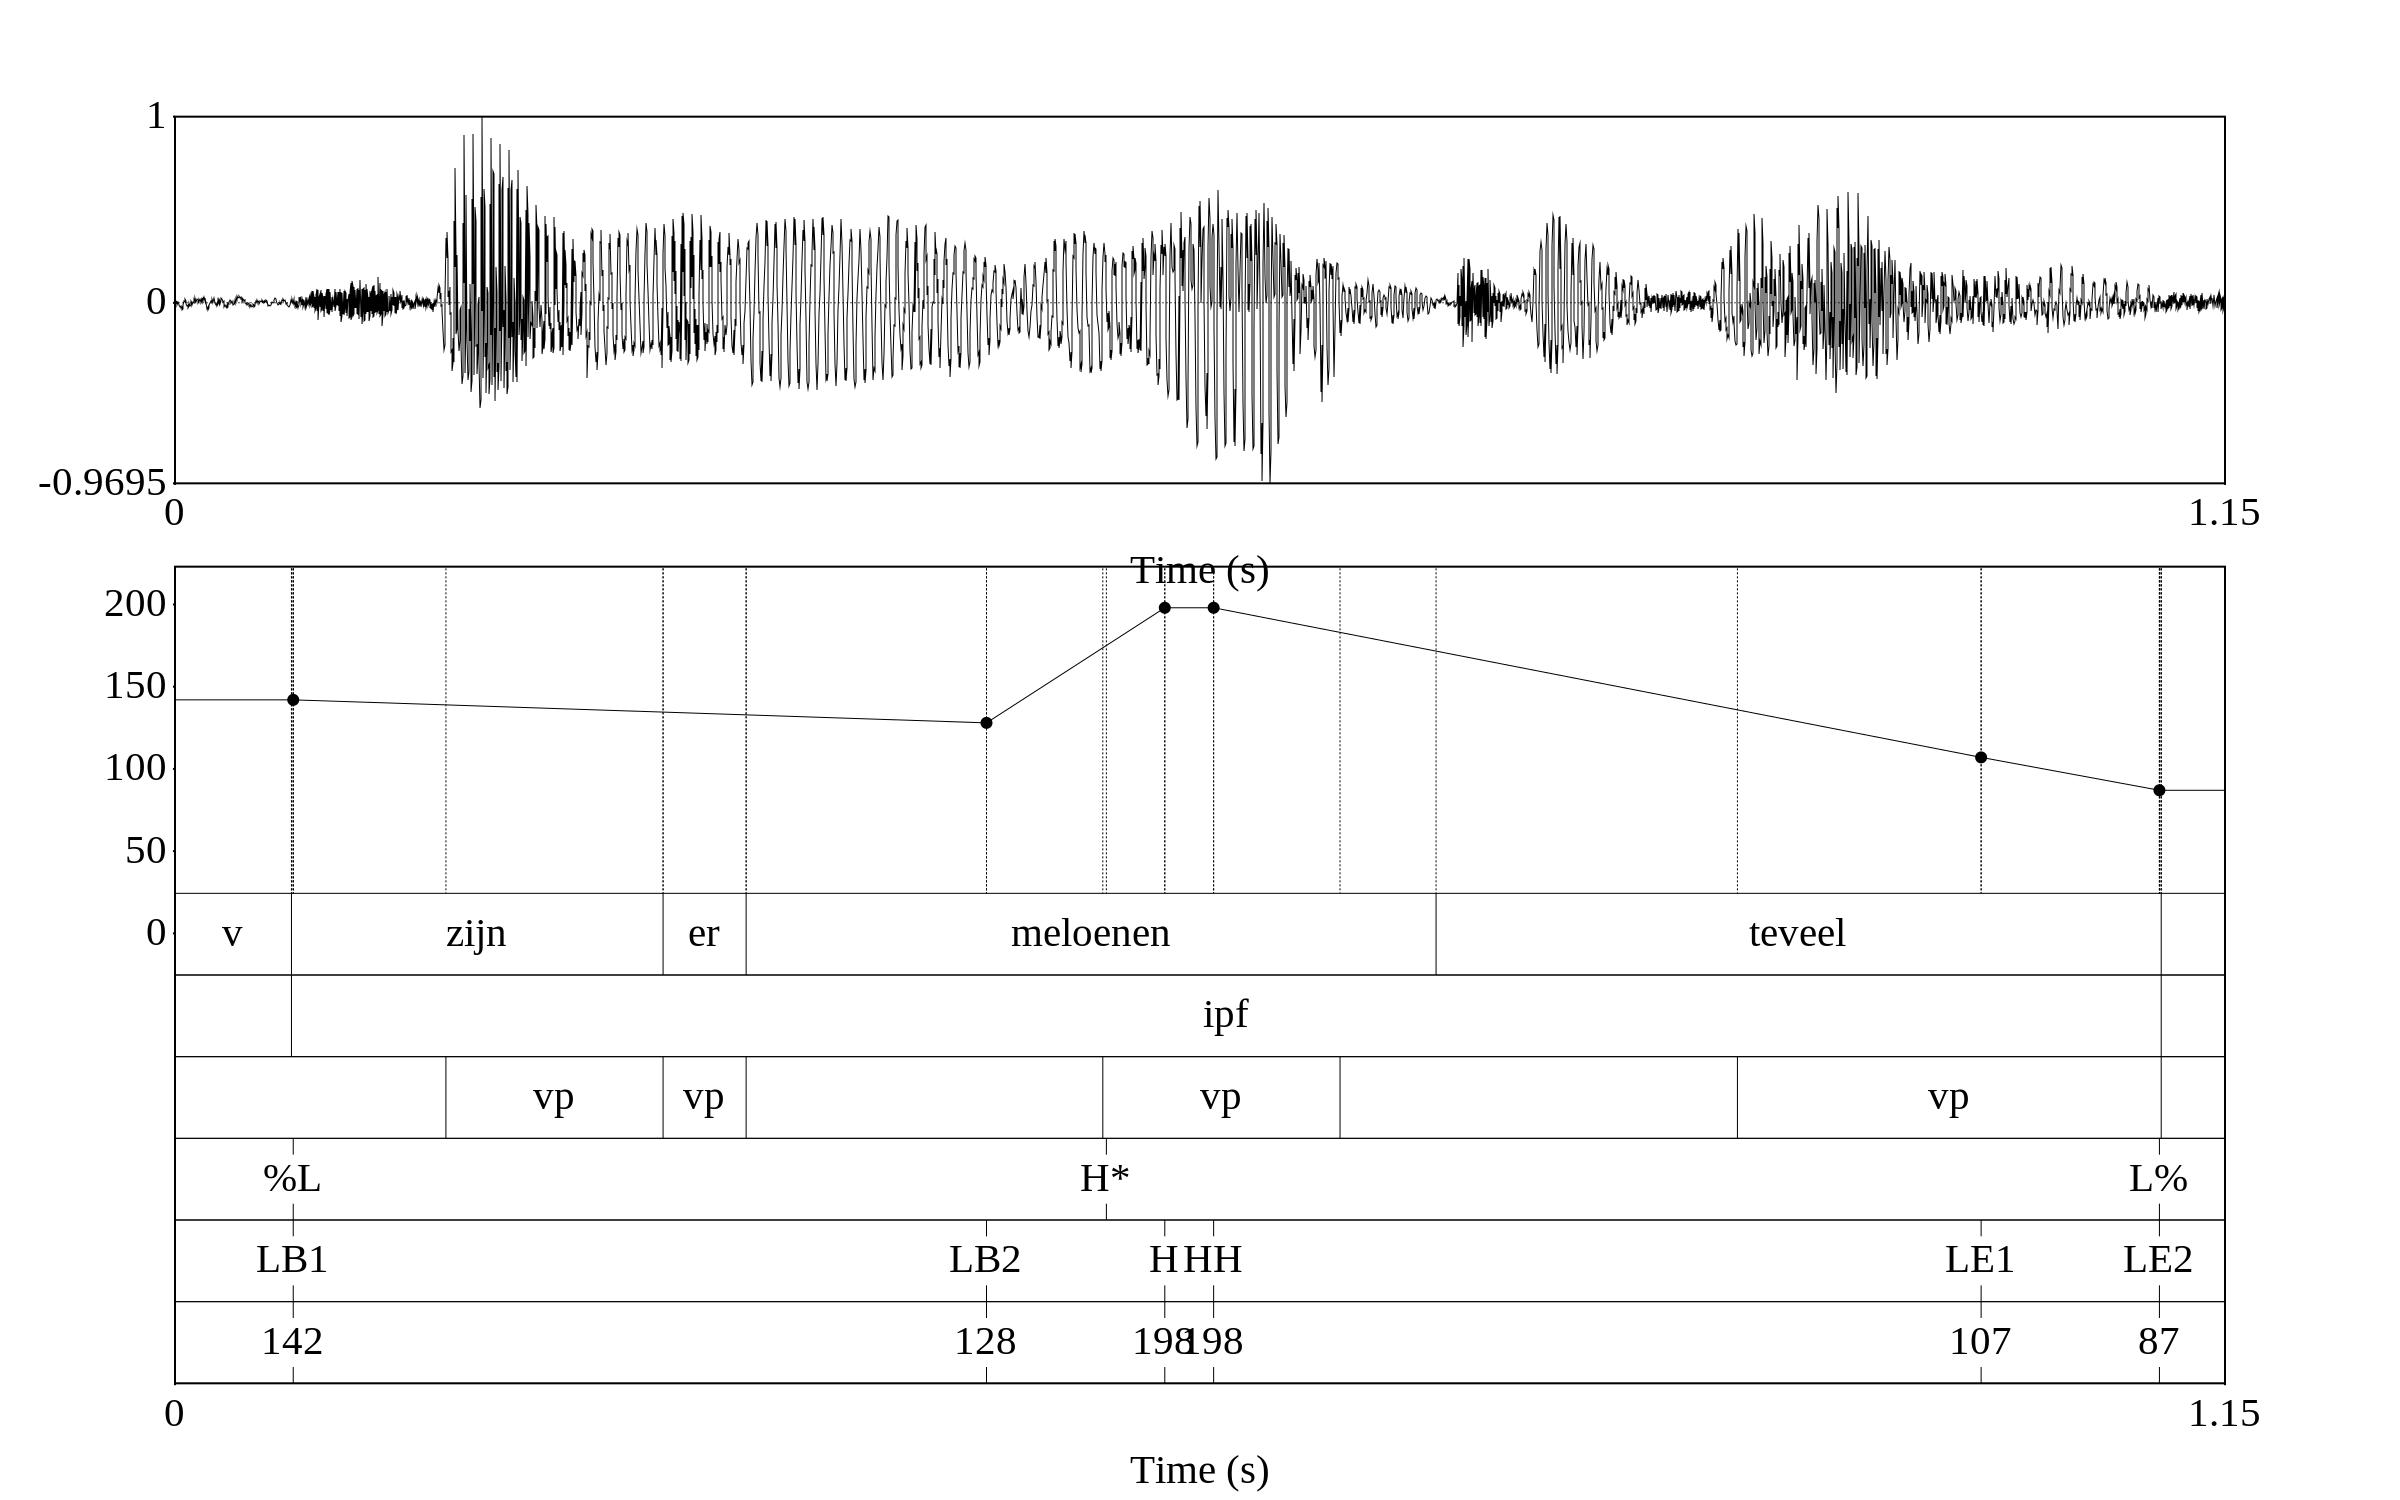 1
0
-0.9695
0 1.15
Time (s)
200
150
100
50
0 v zijn er meloenen teveel
ipf
vp vp vp vp
%L H* L%
LB1 LB2 H HH LE1 LE2
142 128 198 198 107 87
0 1.15
Time (s)